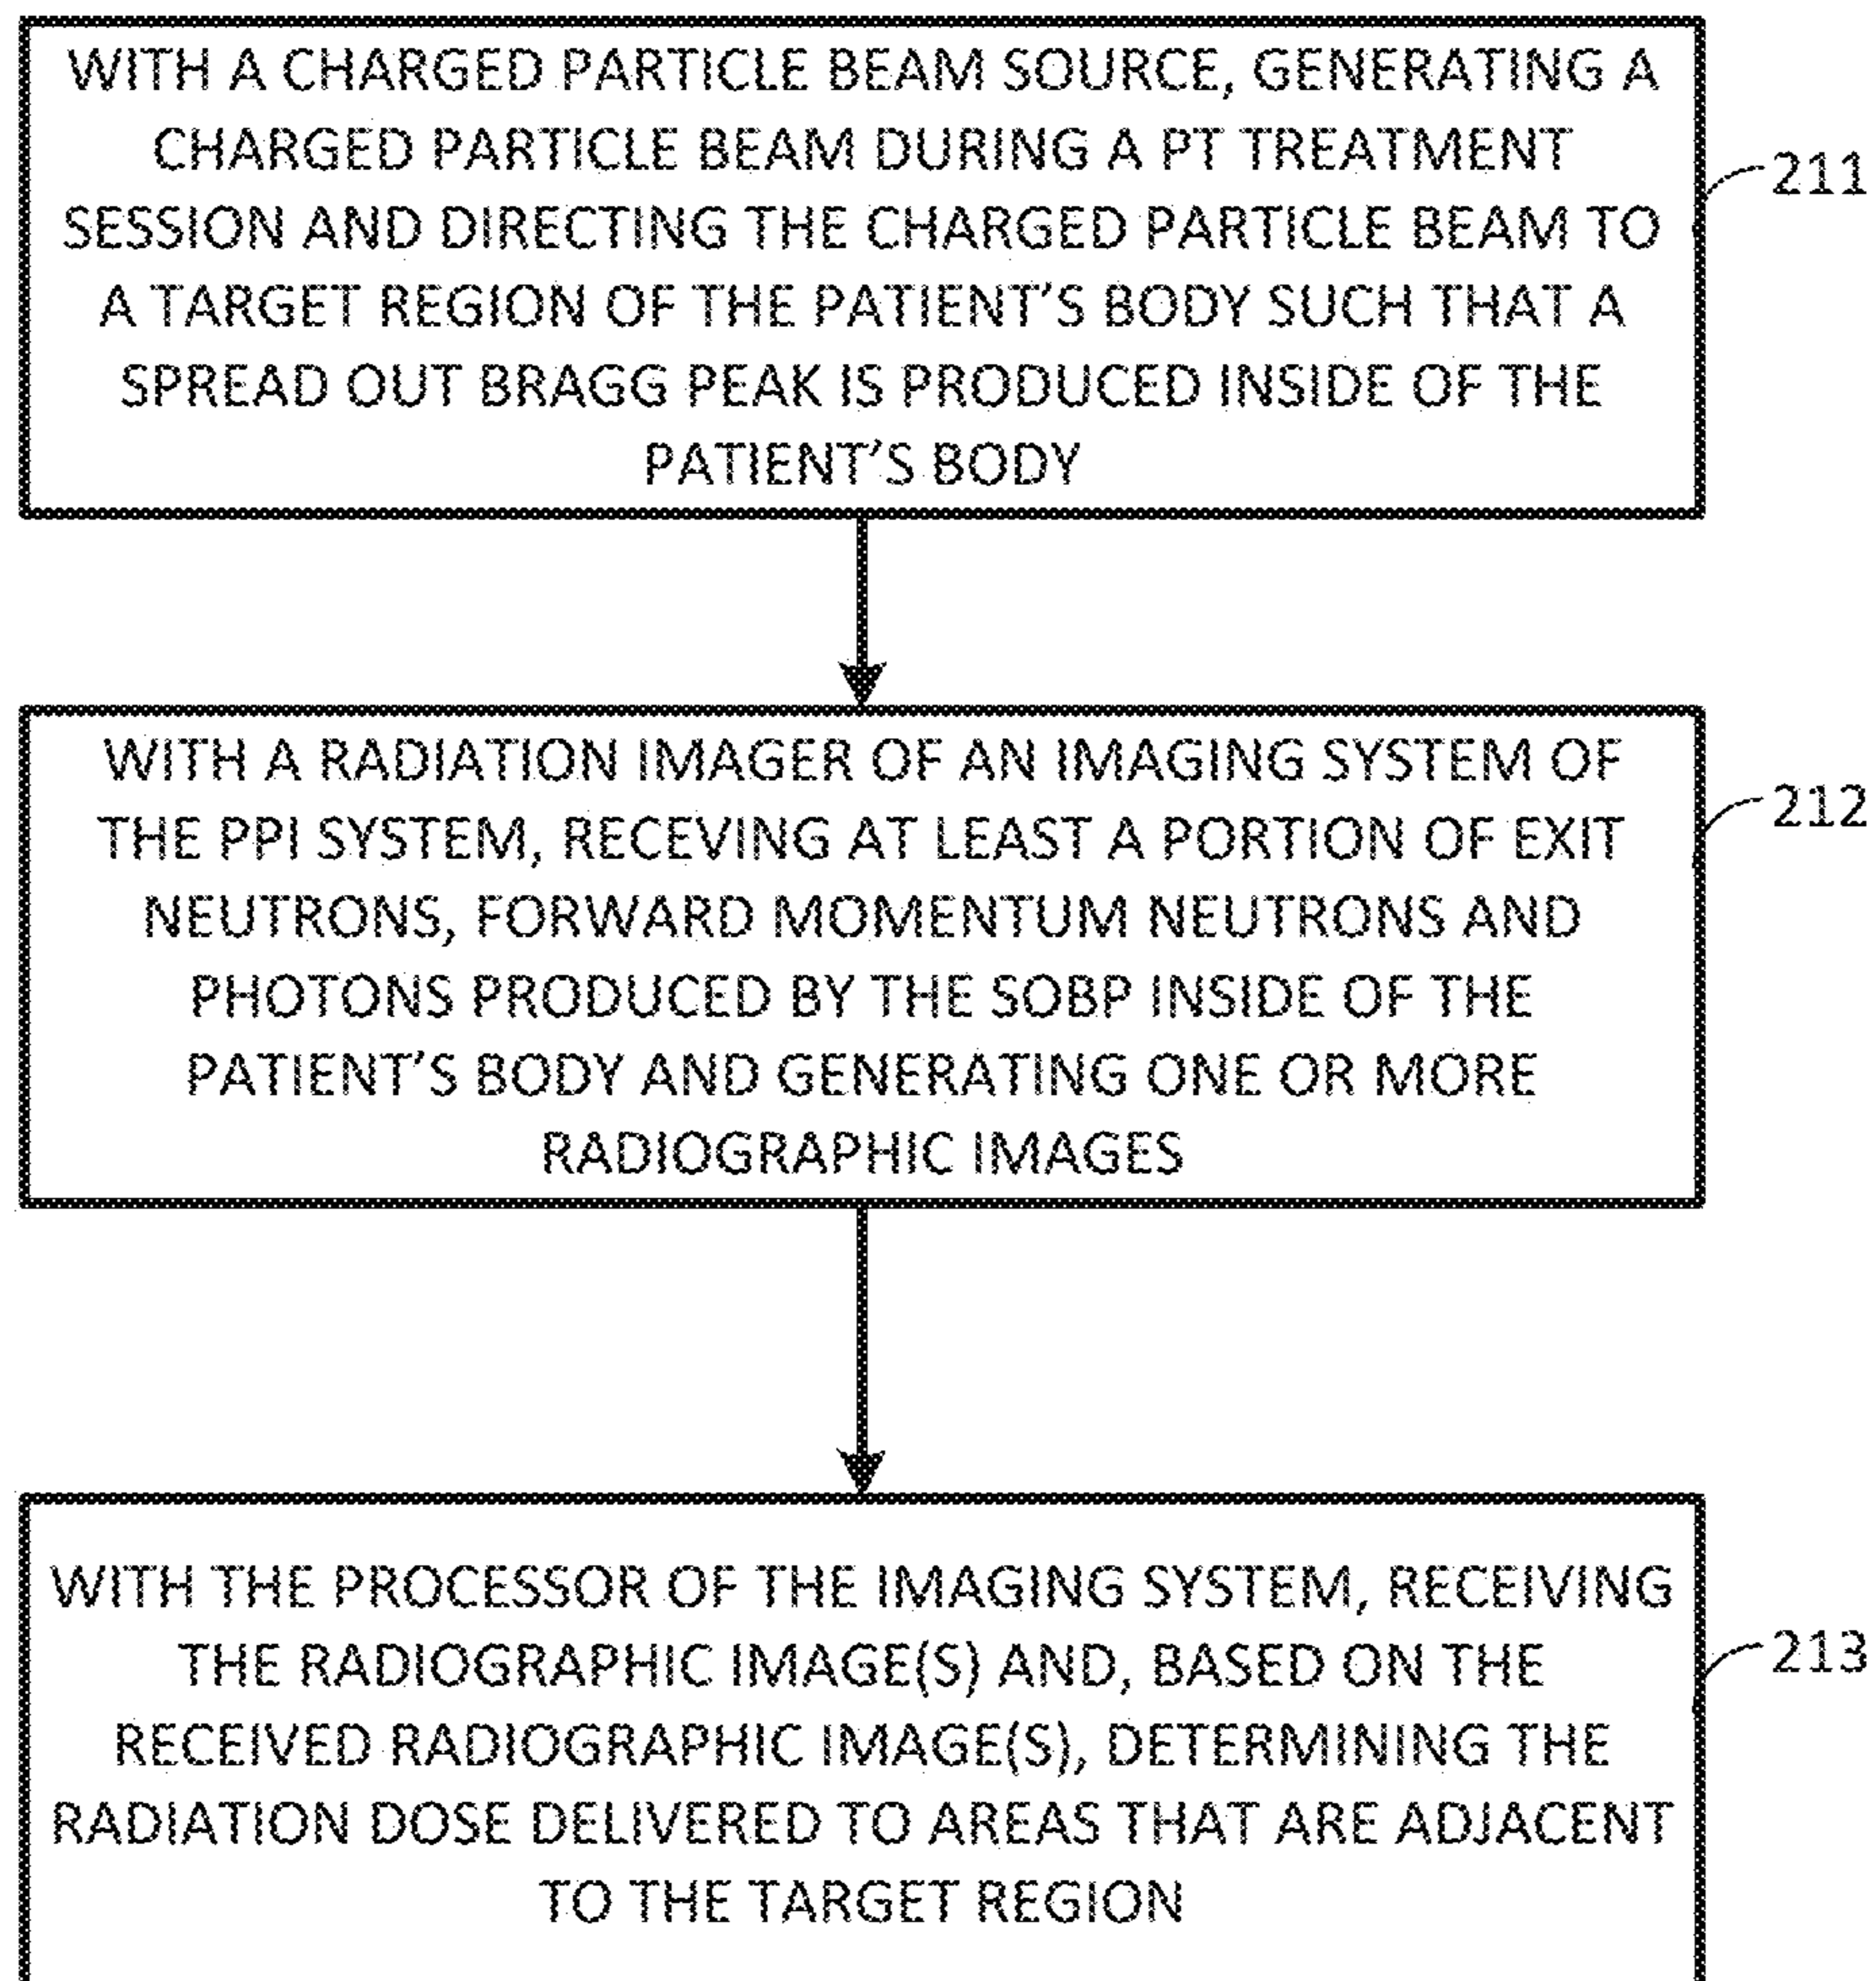 WITH A CHARGED PARTICLE BEAM SOURCE, GENERATING A
CHARGED PARTICLE BEAM DURING A PT TREATMENT
SESSION AND DIRECTING THE CHARGED PARTICLE BEAM TO
A TARGET REGION OF THE PATIENT'S BODY SUCH THAT A
SPREAD OUT BRAGG PEAK IS PRODUCED INSIDE OF THE
PATIENT'S BODY
211
WITH A RADIATION IMAGER OF AN IMAGING SYSTEM OF
THE PPI SYSTEM, RECEVING AT LEAST A PORTION OF EXIT
NEUTRONS, FORWARD MOMENTUM NEUTRONS AND
PHOTONS PRODUCED BY THE SOBP INSIDE OF THE
PATIENT'S BODY AND GENERATING ONE OR MORE
RADIOGRAPHIC IMAGES
212
WITH THE PROCESSOR OF THE IMAGING SYSTEM, RECEIVING
THE RADIOGRAPHIC IMAGE(S) AND, BASED ON THE
RECEIVED RADIOGRAPHIC IMAGE(S), DETERMINING THE
RADIATION DOSE DELIVERED TO AREAS THAT ARE ADJACENT
TO THE TARGET REGION
213